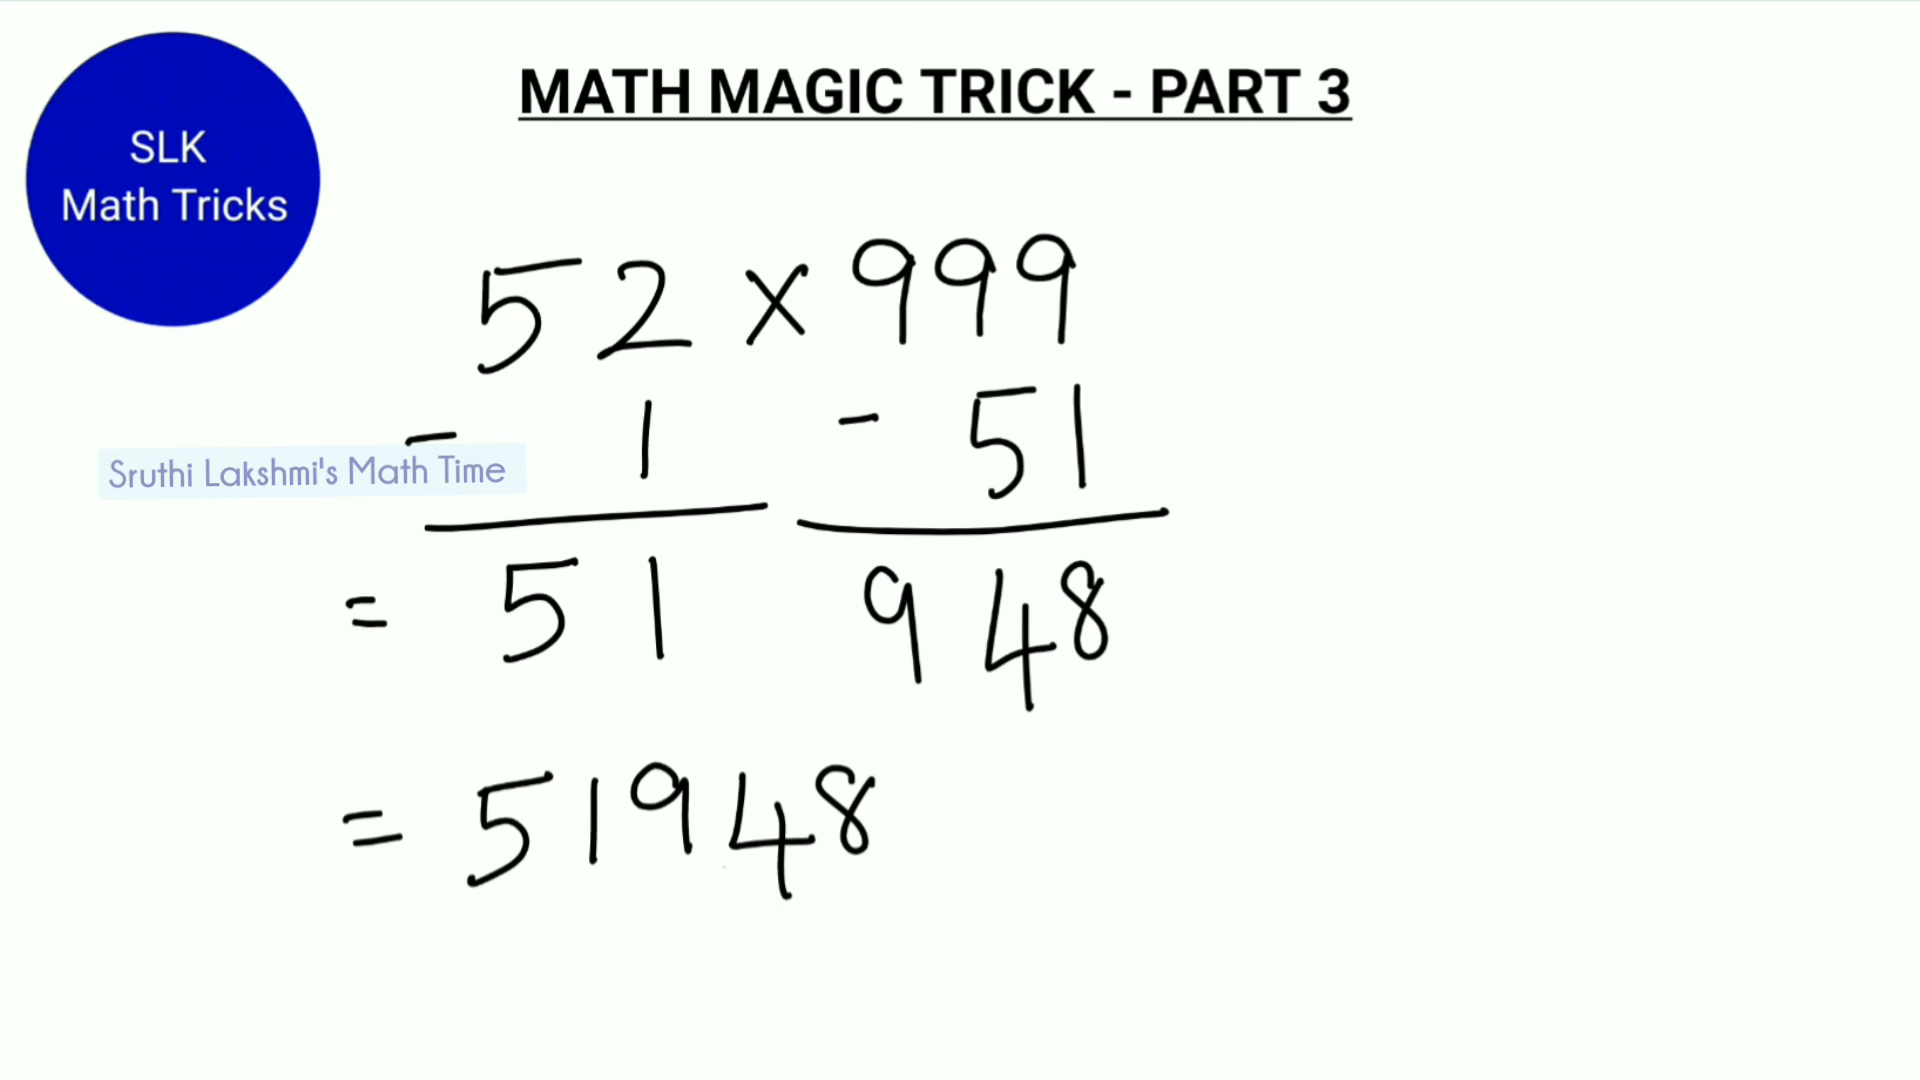 MATH MAGIC TRICK - PART 3
SLK
Math Tricks
52 × 999
- 1 - 51
Sruthi Lakshmi's Math Time
= 51 948
= 51948